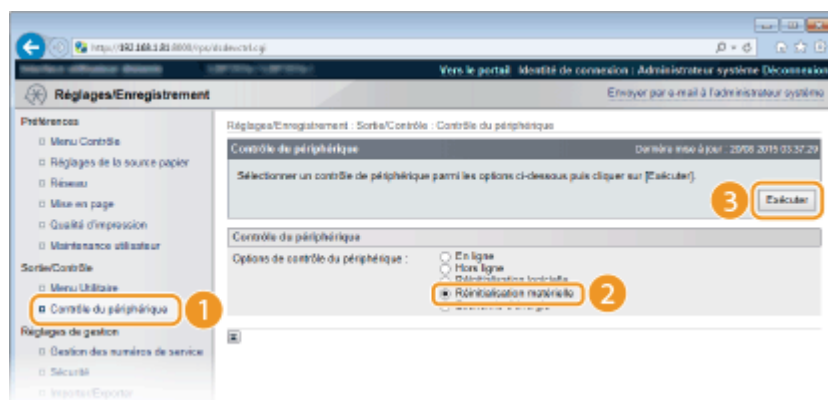 http://192.168.1.81:8000/rps/
Vers le portail Identité de connexion : Administrateur système Déconnexion
Réglages/Enregistrement
Envoyer par e-mail à l'administrateur système
Préférences
Menu Contrôle
Réglages de la source papier
Réseau
Mise en page
Qualité d'impression
Maintenance utilisateur
Sortie/Contrôle
Menu Utilitaire
Contrôle du périphérique
1
Réglages de gestion
Gestion des numéros de service
Sécurité
Importer/Exporter
Réglages/Enregistrement : Sortie/Contrôle : Contrôle du périphérique
Contrôle du périphérique
Dernière mise à jour : 20/08 2015 03:37:29
Sélectionner un contrôle de périphérique parmi les options ci-dessous puis cliquer sur [Exécuter].
3
Exécuter
Contrôle du périphérique
Options de contrôle du périphérique :
En ligne
Hors ligne
Réinitialisation matérielle
2